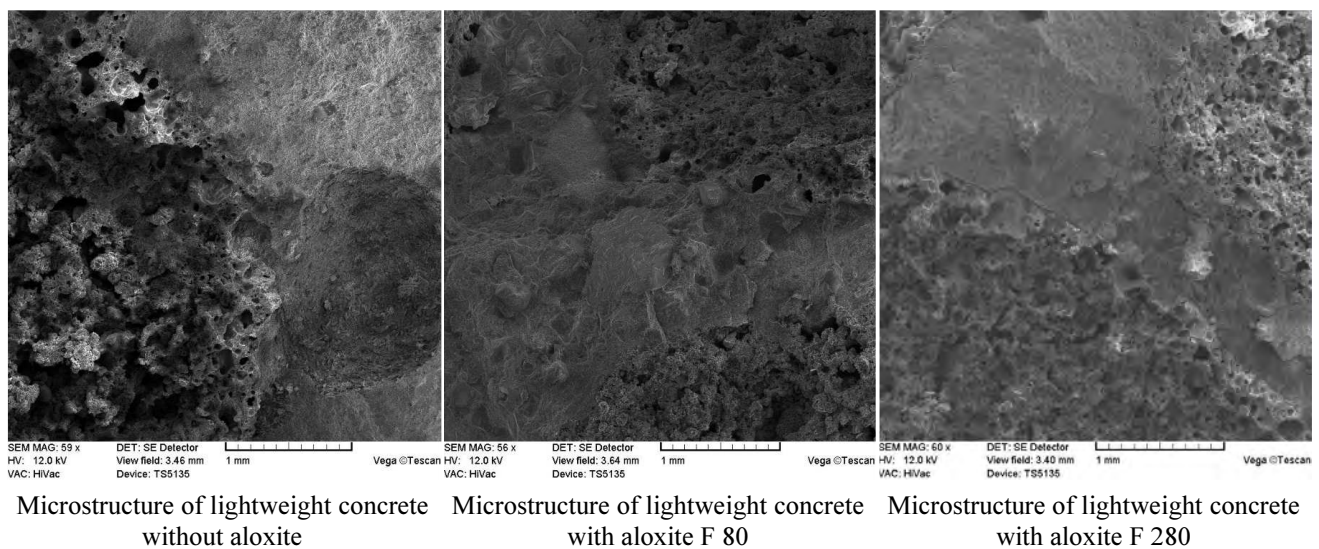 SEM MAG: 59 x DET: SE Detector
HV: 12.0 kV View field: 3.46 mm 1 mm Vega ©Tescan
VAC: HiVac Device: TS5135
SEM MAG: 56 x DET: SE Detector
HV: 12.0 kV View field: 3.64 mm 1 mm Vega ©Tescan
VAC: HiVac Device: TS5135
SEM MAG: 60 x DET: SE Detector
HV: 12.0 kV View field: 3.40 mm 1 mm Vega ©Tescan
VAC: HiVac Device: TS5135
Microstructure of lightweight concrete
without aloxite
Microstructure of lightweight concrete
with aloxite F 80
Microstructure of lightweight concrete
with aloxite F 280